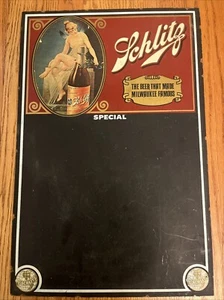 Schlitz
THE BEER THAT MADE
MILWAUKEE FAMOUS
SPECIAL